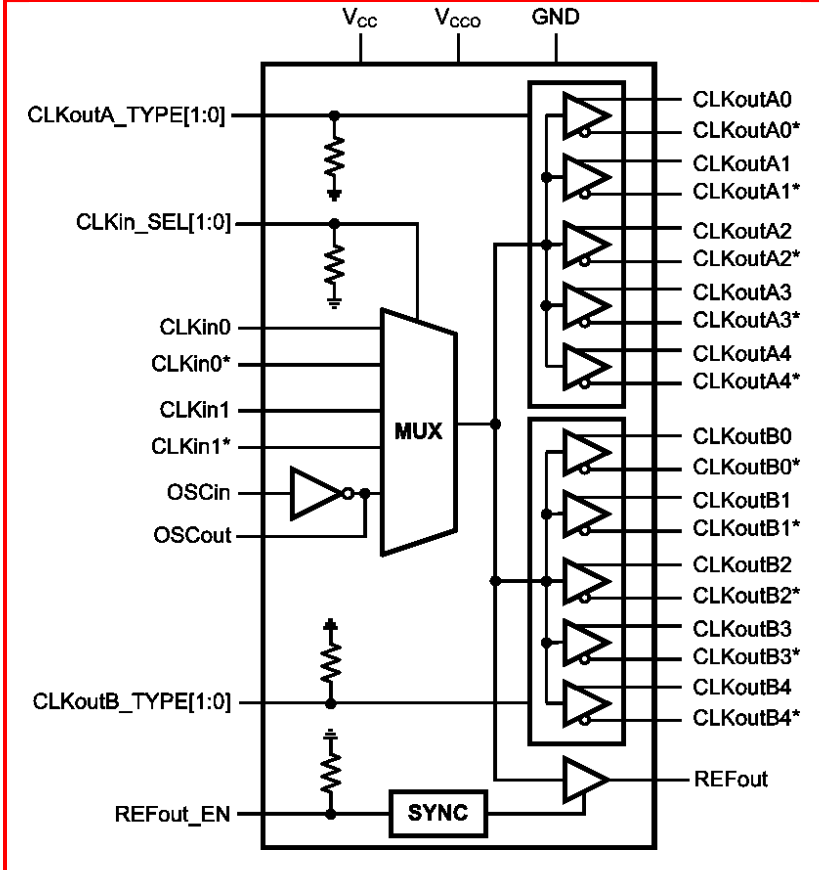 VCC
VCCO
GND
CLKoutA_TYPE[1:0]
CLKin_SEL[1:0]
CLKin0
CLKin0*
CLKin1
CLKin1*
OSCin
OSCout
CLKoutB_TYPE[1:0]
REFout_EN
MUX
SYNC
CLKoutA0
CLKoutA0*
CLKoutA1
CLKoutA1*
CLKoutA2
CLKoutA2*
CLKoutA3
CLKoutA3*
CLKoutA4
CLKoutA4*
CLKoutB0
CLKoutB0*
CLKoutB1
CLKoutB1*
CLKoutB2
CLKoutB2*
CLKoutB3
CLKoutB3*
CLKoutB4
CLKoutB4*
REFout